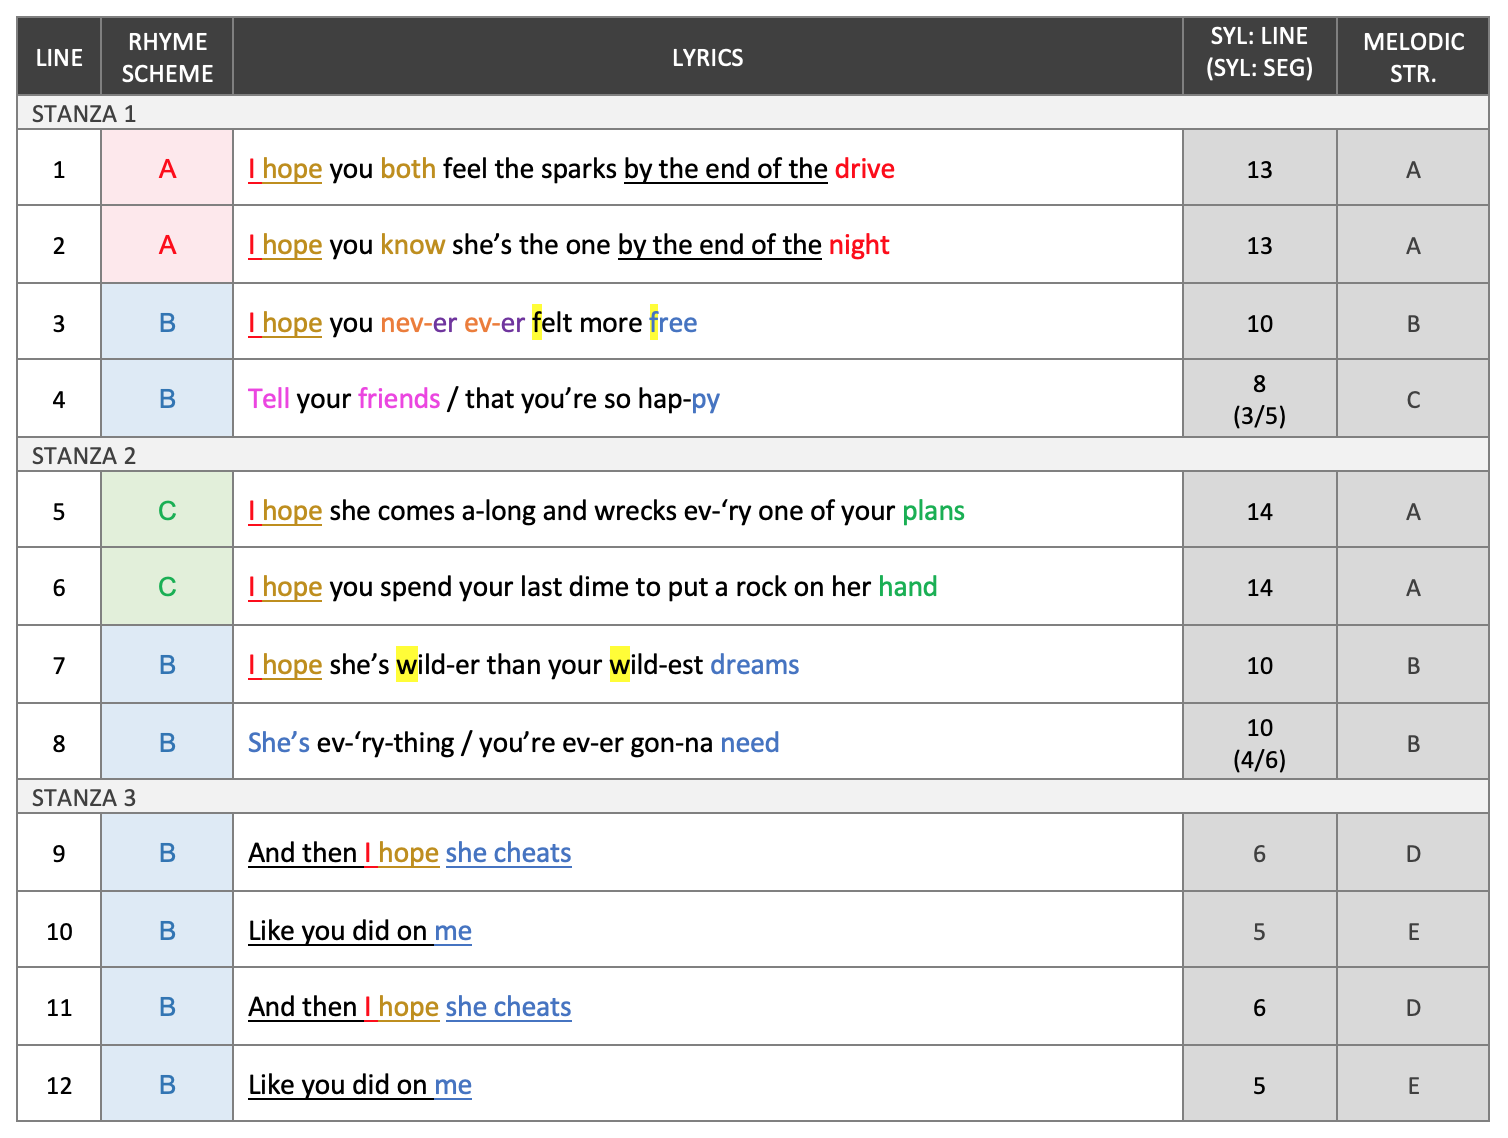 LINE RHYME SCHEME LYRICS SYL: LINE (SYL: SEG) MELODIC STR.
STANZA 1
1 A I hope you both feel the sparks by the end of the drive 13 A
2 A I hope you know she’s the one by the end of the night 13 A
3 B I hope you nev-er ev-er felt more free 10 B
4 B Tell your friends / that you’re so hap-py 8 (3/5) C
STANZA 2
5 C I hope she comes a-long and wrecks ev-‘ry one of your plans 14 A
6 C I hope you spend your last dime to put a rock on her hand 14 A
7 B I hope she’s wild-er than your wild-est dreams 10 B
8 B She’s ev-‘ry-thing / you’re ev-er gon-na need 10 (4/6) B
STANZA 3
9 B And then I hope she cheats 6 D
10 B Like you did on me 5 E
11 B And then I hope she cheats 6 D
12 B Like you did on me 5 E